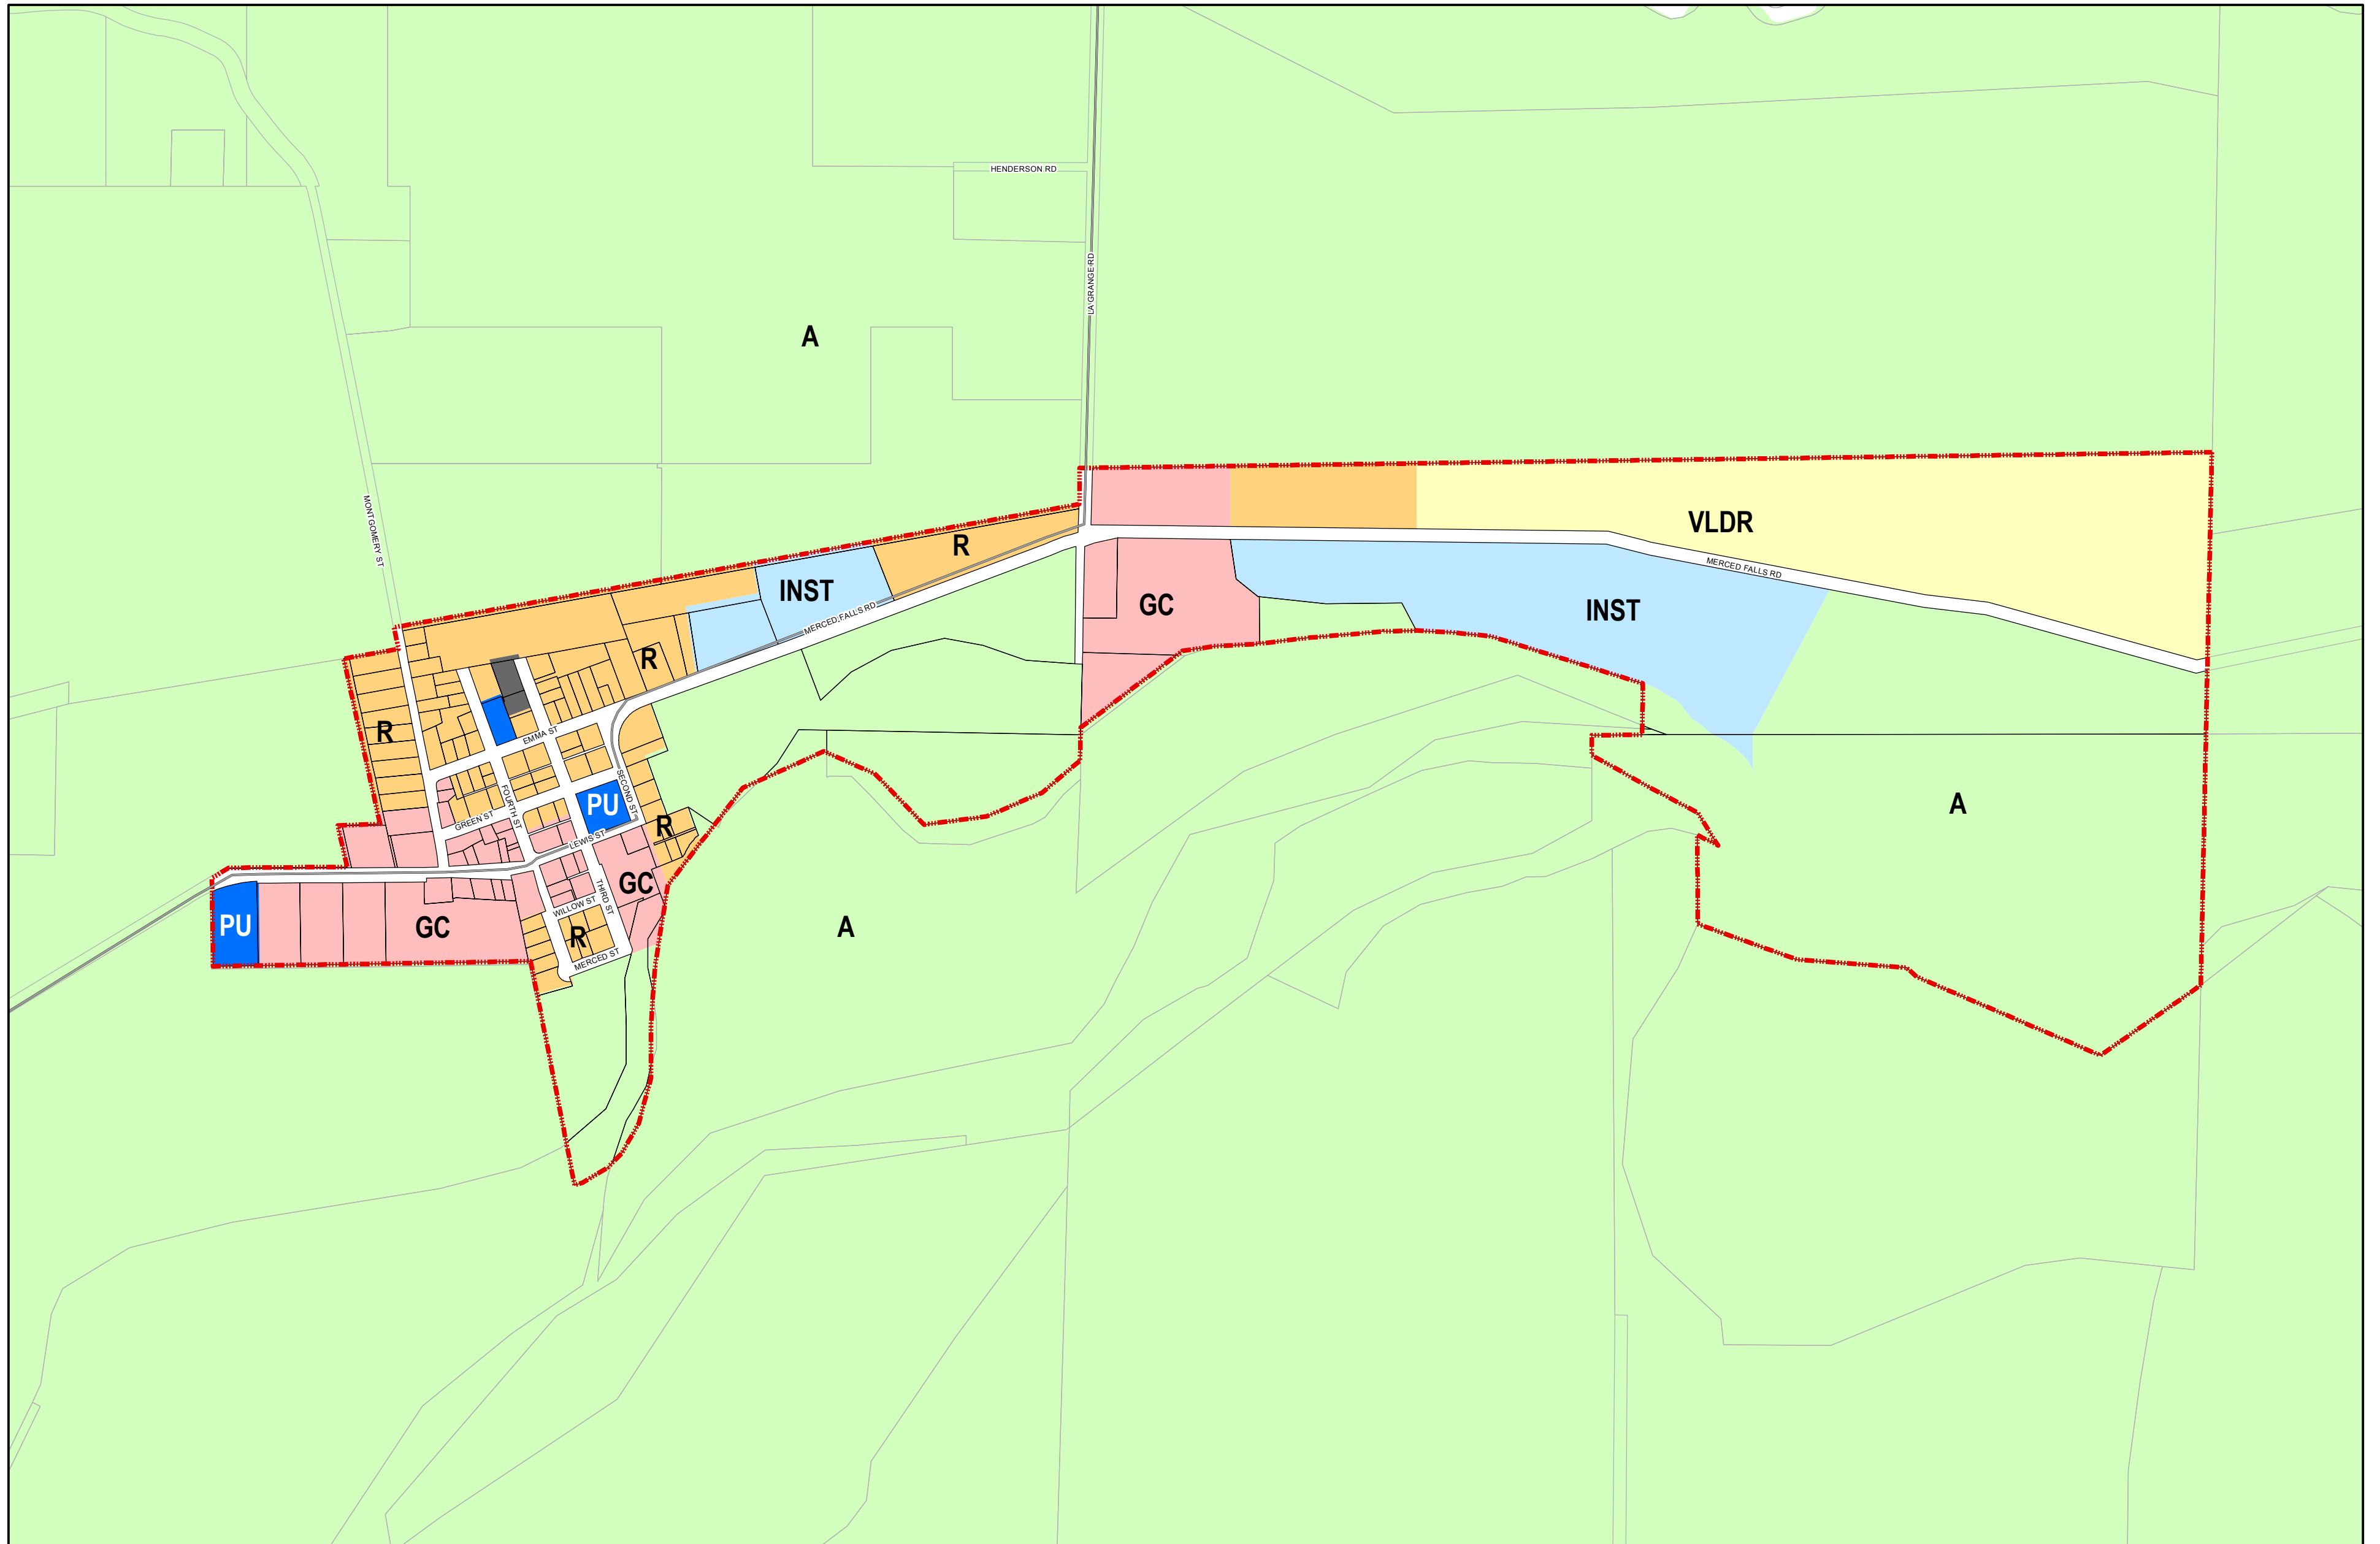 HENDERSON RD
LA GRANGE RD
A
MONTGOMERY ST
VLDR
R
MERCED FALLS RD
INST
GC
INST
MERCED FALLS RD
R
R
EMMA ST
SECOND ST
FOURTH ST
PU
A
GREEN ST
R
LEWIS ST
GC
THIRD ST
WILLOW ST
PU
GC
A
R
MERCED ST